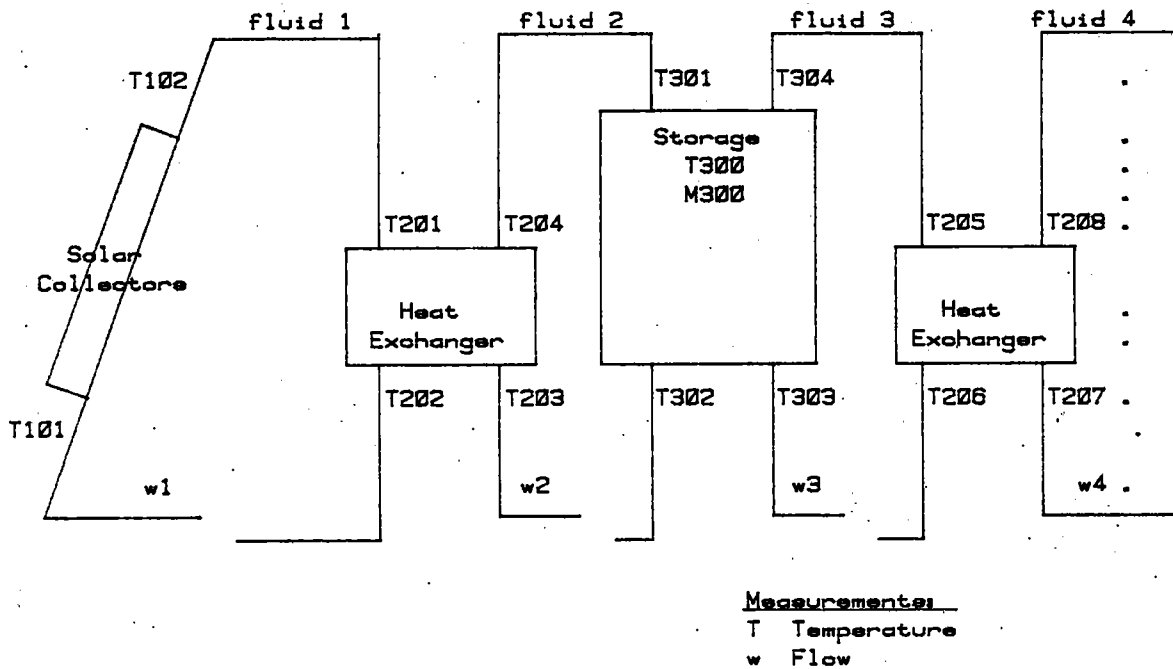 fluid 1
fluid 2
fluid 3
fluid 4
T102
T301
T304
Storage
T300
M300
T201
T204
T205
T208
Solar
Collectors
Heat
Exchanger
Heat
Exchanger
T202
T203
T302
T303
T206
T207
T101
w1
w2
w3
w4
Measurements:
T Temperature
w Flow